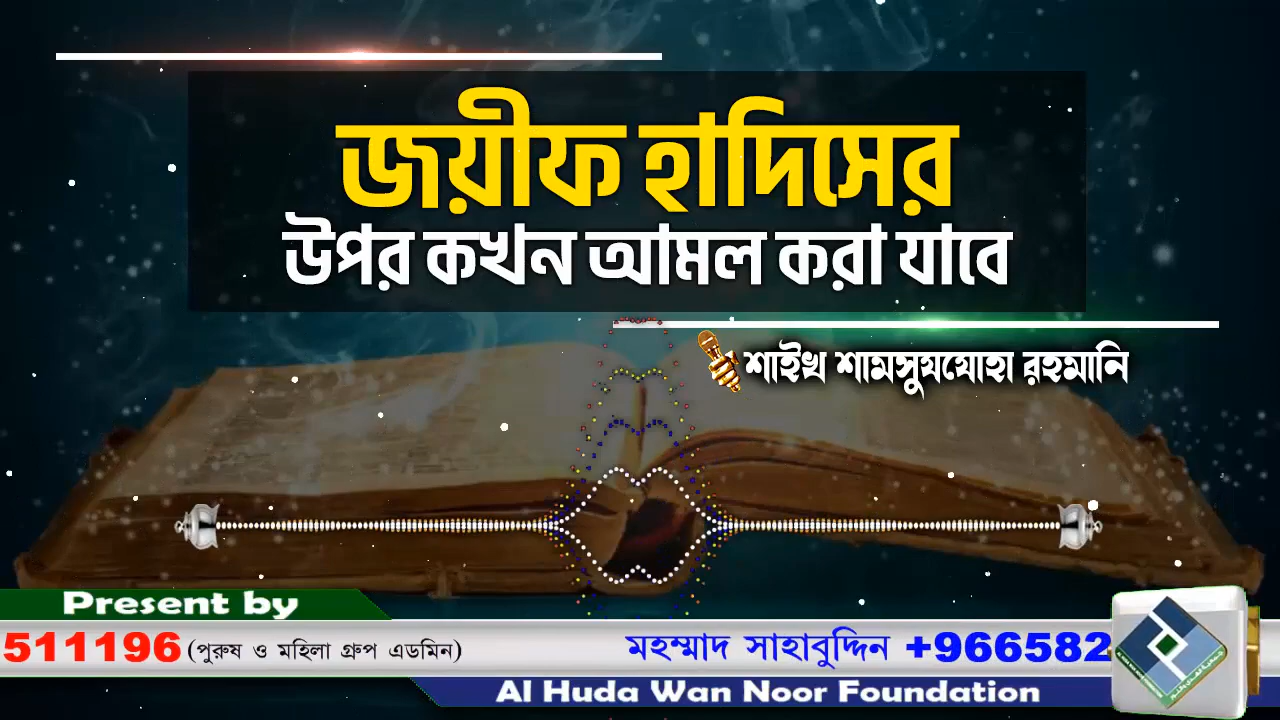 জয়ীফ হাদিসের
উপর কখন আমল করা যাবে
শাইখ শামসুযযোহা রহমানি
Present by
511196 (পুরুষ ও মহিলা গ্রুপ এডমিন) মহম্মাদ সাহাবুদ্দিন +966582
Al Huda Wan Noor Foundation